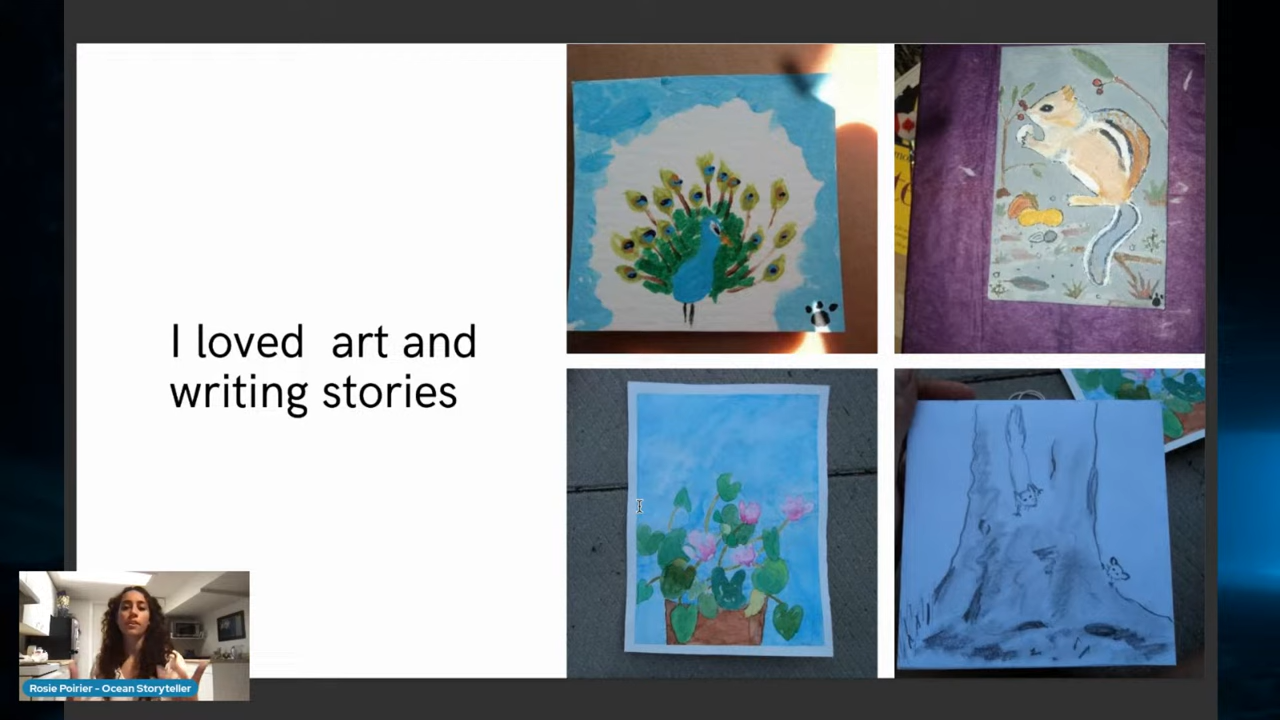 I loved  art and
writing stories
Rosie Poirier - Ocean Storyteller